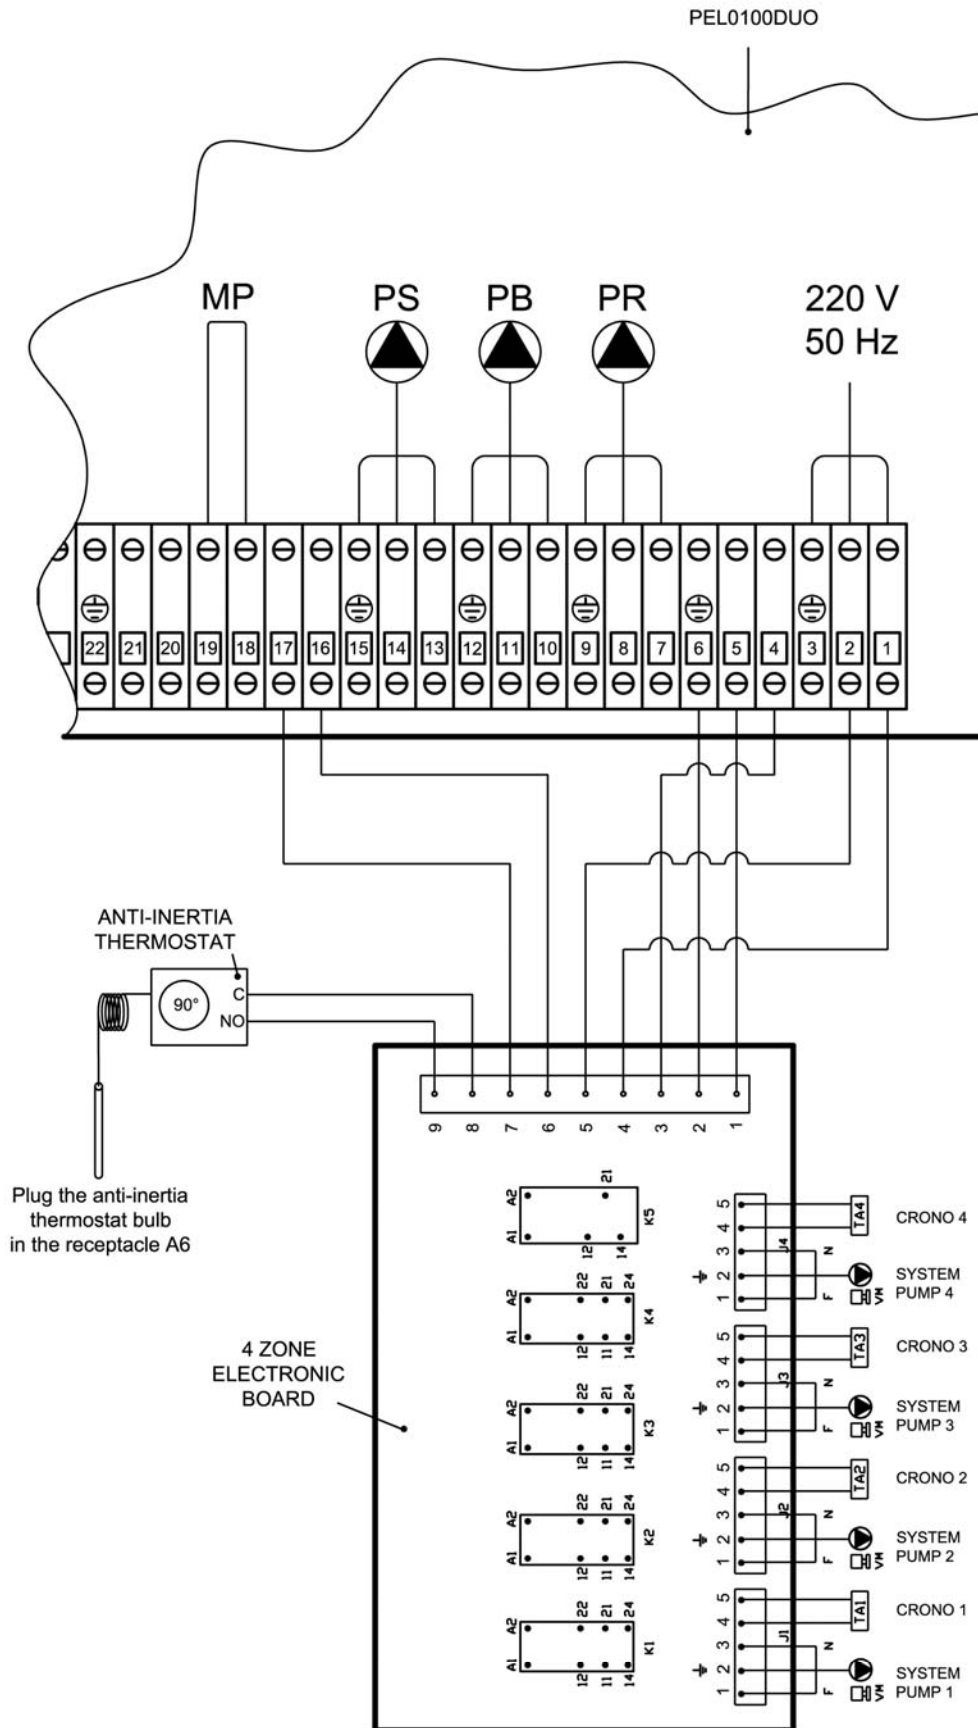 PEL0100DUO
MP PS PB PR 220 V
50 Hz
22 21 20 19 18 17 16 15 14 13 12 11 10 9 8 7 6 5 4 3 2 1
ANTI-INERTIA
THERMOSTAT
90°
C
NO
Plug the anti-inertia
thermostat bulb
in the receptacle A6
9 8 7 6 5 4 3 2 1
4 ZONE
ELECTRONIC
BOARD
A2 21
A1 12 14
K5
A2 22 21 24
A1 12 11 14
K4
A2 22 21 24
A1 12 11 14
K3
A2 22 21 24
A1 12 11 14
K2
A2 22 21 24
A1 12 11 14
K1
5 4 3 2 1
J4
TA4
N
F
VM
CRONO 4
SYSTEM
PUMP 4
5 4 3 2 1
J3
TA3
N
F
VM
CRONO 3
SYSTEM
PUMP 3
5 4 3 2 1
J2
TA2
N
F
VM
CRONO 2
SYSTEM
PUMP 2
5 4 3 2 1
J1
TA1
N
F
VM
CRONO 1
SYSTEM
PUMP 1